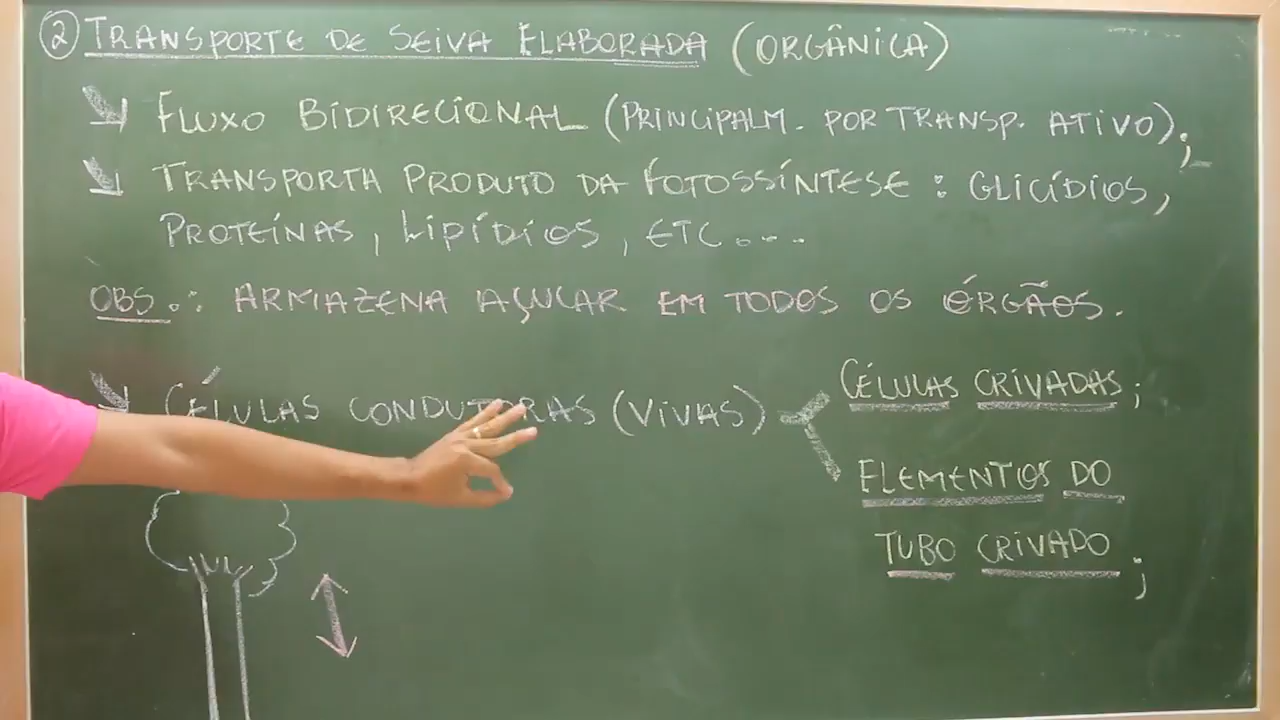 ② TRANSPORTE DE SEIVA ELABORADA (ORGÂNICA)
FLUXO BIDIRECIONAL (PRINCIPALM. POR TRANSP. ATIVO);
TRANSPORTA PRODUTO DA FOTOSSÍNTESE : GLICÍDIOS,
PROTEÍNAS, LIPÍDIOS, ETC...
OBS.: ARMAZENA AÇUCAR EM TODOS OS ÓRGÃOS.
CÉLULAS CONDUTORAS (VIVAS)
CÉLULAS CRIVADAS;
ELEMENTOS DO
TUBO CRIVADO;